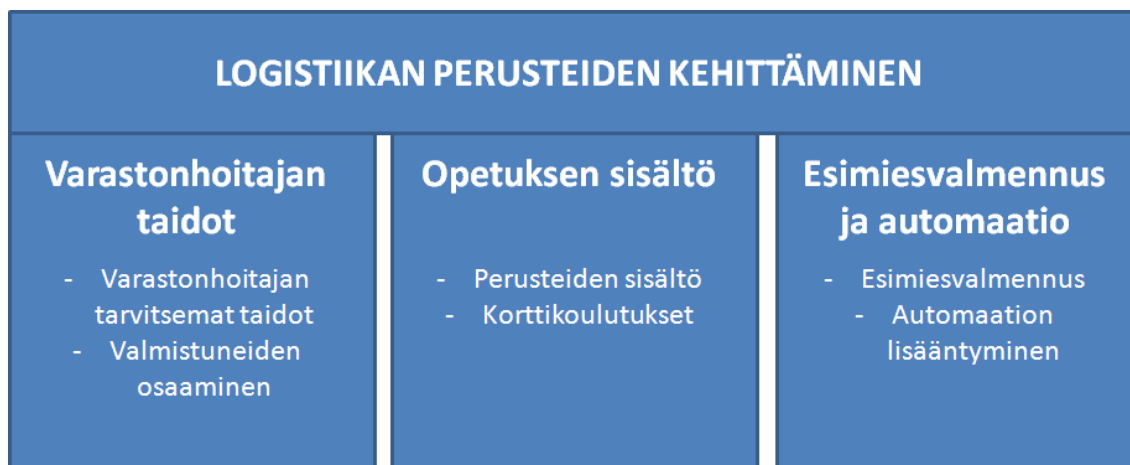 LOGISTIIKAN PERUSTEIDEN KEHITTÄMINEN
Varastonhoitajan
taidot
- Varastonhoitajan
tarvitsemat taidot
- Valmistuneiden
osaaminen
Opetuksen sisältö
- Perusteiden sisältö
- Korttikoulutukset
Esimiesvalmennus
ja automaatio
- Esimiesvalmennus
- Automaation
lisääntyminen